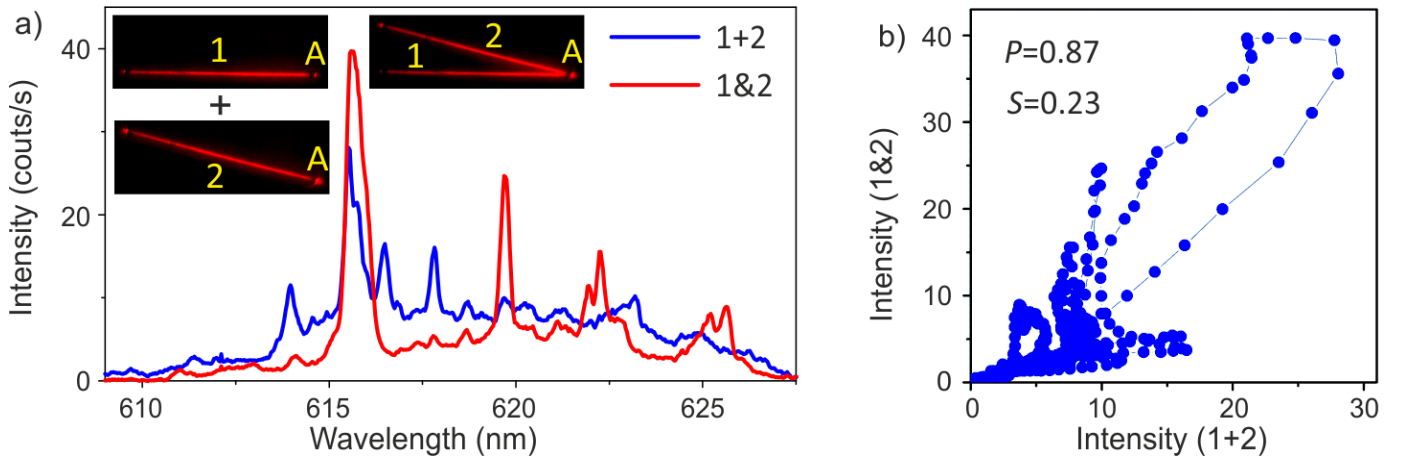 a)
Intensity (couts/s)
40
20
0
610
615
620
625
Wavelength (nm)
1
A
+
2
A
1
2
A
1+2
1&2
b)
Intensity (1&2)
40
30
20
10
0
0
10
20
30
Intensity (1+2)
P=0.87
S=0.23